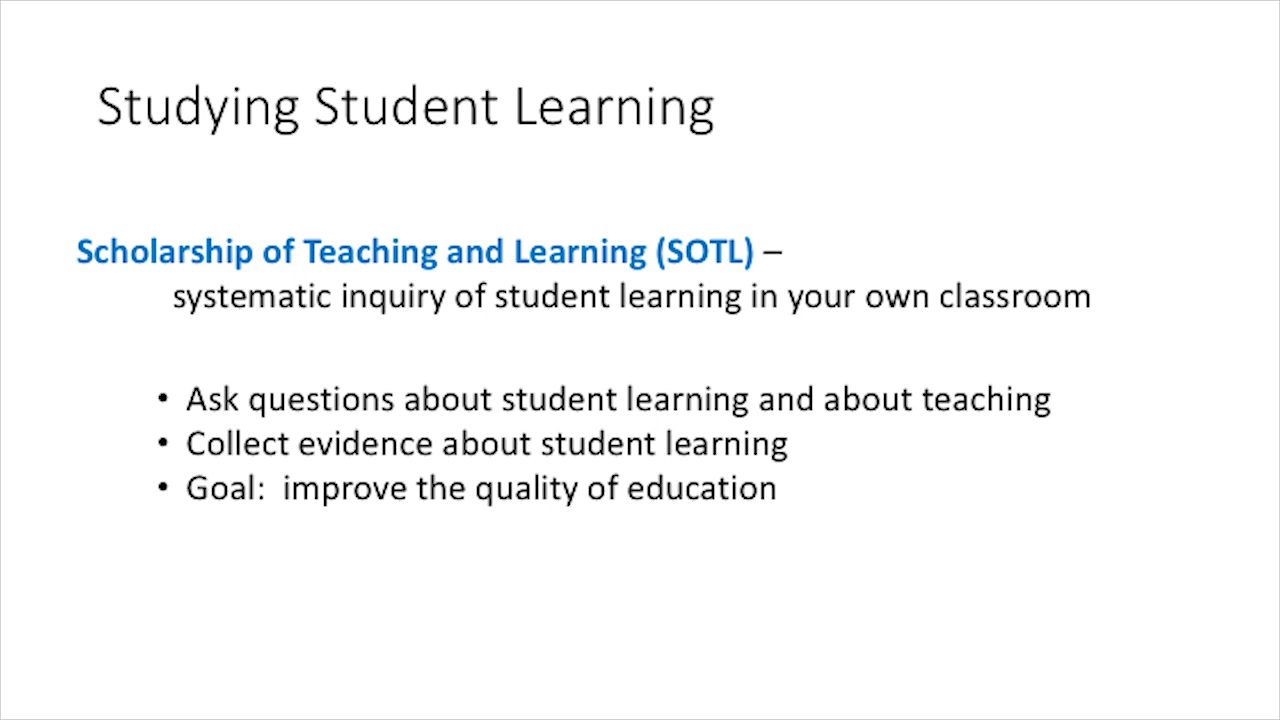 Studying Student Learning
Scholarship of Teaching and Learning (SOTL) –
systematic inquiry of student learning in your own classroom
• Ask questions about student learning and about teaching
• Collect evidence about student learning
• Goal:  improve the quality of education